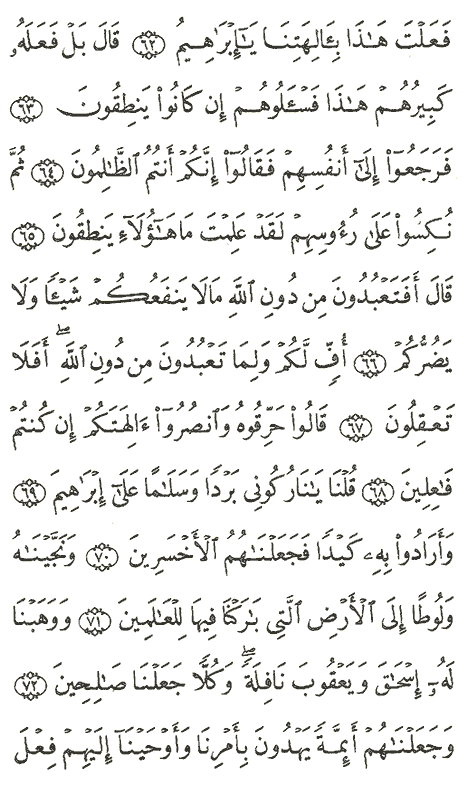 فَعَلۡتَ هَٰذَا بِـَٔالِهَتِنَا يَٰٓإِبۡرَٰهِيمُ ٦٢ قَالَ بَلۡ فَعَلَهُۥ
كَبِيرُهُمۡ هَٰذَا فَسۡـَٔلُوهُمۡ إِن كَانُواْ يَنطِقُونَ ٦٣
فَرَجَعُوٓاْ إِلَىٰٓ أَنفُسِهِمۡ فَقَالُوٓاْ إِنَّكُمۡ أَنتُمُ ٱلظَّٰلِمُونَ ٦٤ ثُمَّ
نُكِسُواْ عَلَىٰ رُءُوسِهِمۡ لَقَدۡ عَلِمۡتَ مَا هَٰٓؤُلَآءِ يَنطِقُونَ ٦٥
قَالَ أَفَتَعۡبُدُونَ مِن دُونِ ٱللَّهِ مَا لَا يَنفَعُكُمۡ شَيۡـٔٗا وَلَا
يَضُرُّكُمۡ ٦٦ أُفّٖ لَّكُمۡ وَلِمَا تَعۡبُدُونَ مِن دُونِ ٱللَّهِۖ أَفَلَا
تَعۡقِلُونَ ٦٧ قَالُواْ حَرِّقُوهُ وَٱنصُرُوٓاْ ءَالِهَتَكُمۡ إِن كُنتُمۡ
فَٰعِلِينَ ٦٨ قُلۡنَا يَٰنَارُ كُونِي بَرۡدٗا وَسَلَٰمًا عَلَىٰٓ إِبۡرَٰهِيمَ ٦٩
وَأَرَادُواْ بِهِۦ كَيۡدٗا فَجَعَلۡنَٰهُمُ ٱلۡأَخۡسَرِينَ ٧٠ وَنَجَّيۡنَٰهُ
وَلُوطًا إِلَى ٱلۡأَرۡضِ ٱلَّتِي بَٰرَكۡنَا فِيهَا لِلۡعَٰلَمِينَ ٧١ وَوَهَبۡنَا
لَهُۥٓ إِسۡحَٰقَ وَيَعۡقُوبَ نَافِلَةٗۖ وَكُلّٗا جَعَلۡنَا صَٰلِحِينَ ٧٢
وَجَعَلۡنَٰهُمۡ أَئِمَّةٗ يَهۡدُونَ بِأَمۡرِنَا وَأَوۡحَيۡنَآ إِلَيۡهِمۡ فِعۡلَ